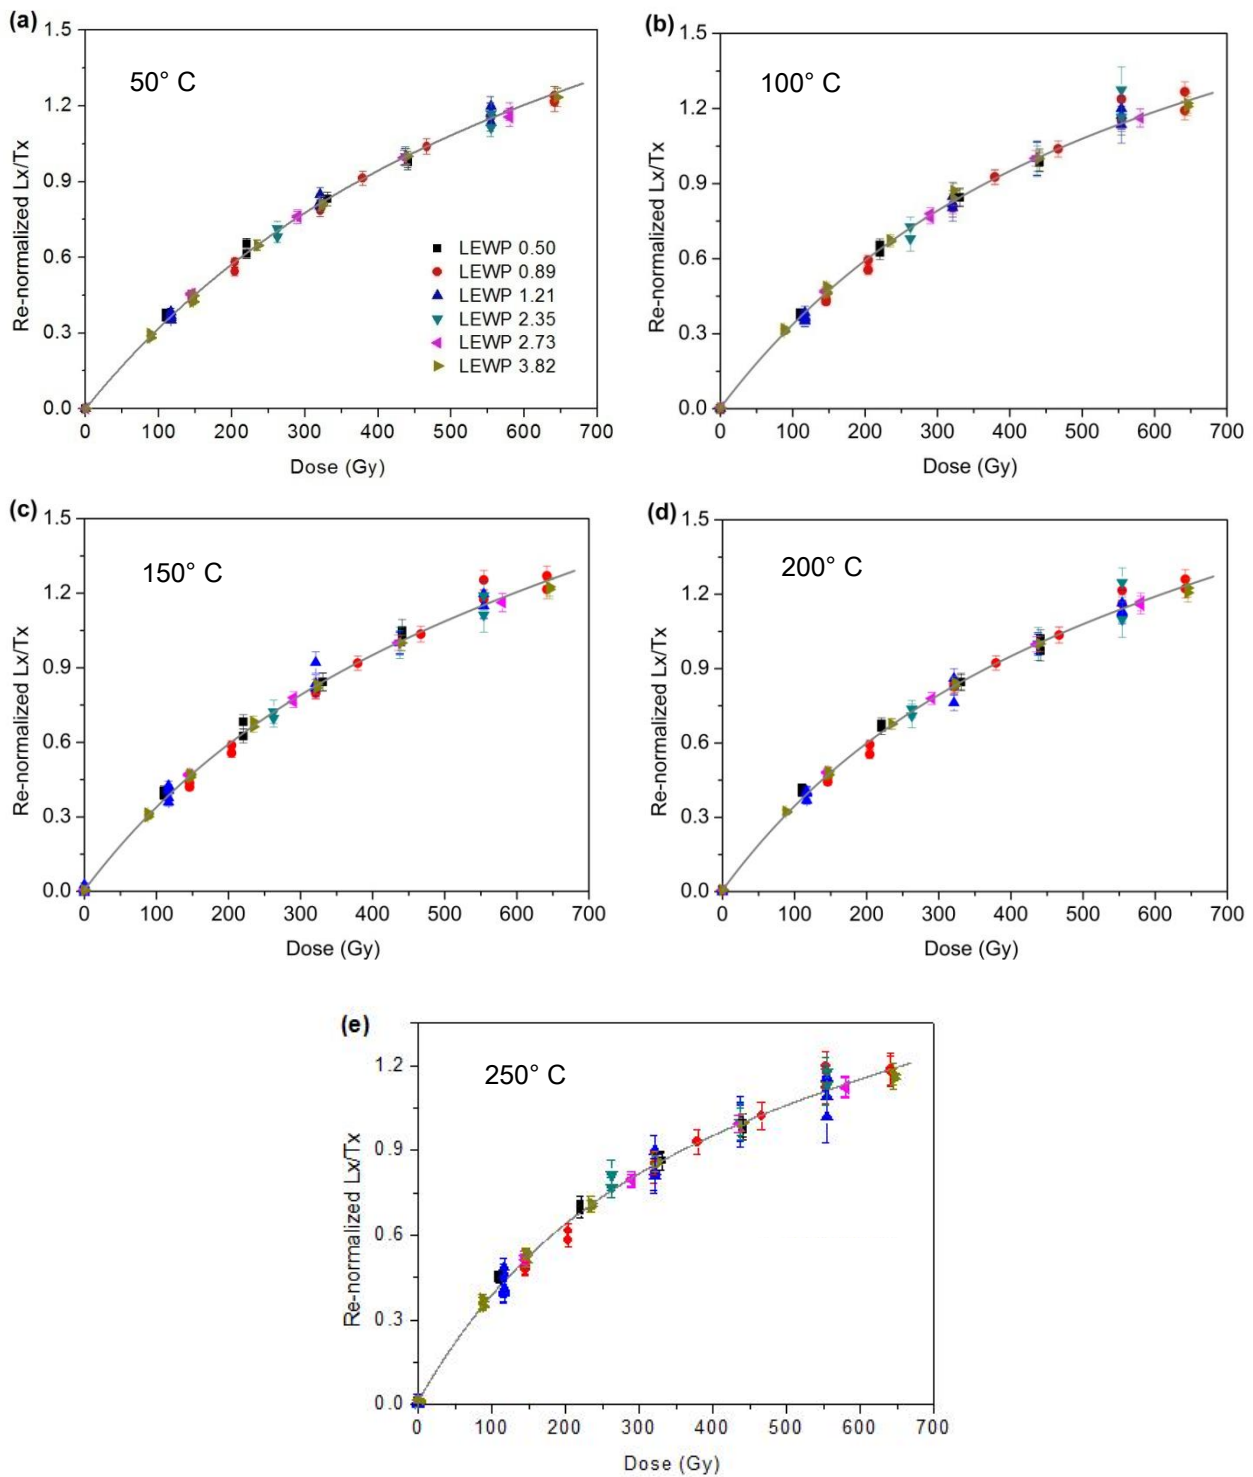 (a)
1.5
1.2
0.9
0.6
0.3
0.0
Re-normalized Lx/Tx
50° C
LEWP 0.50
LEWP 0.89
LEWP 1.21
LEWP 2.35
LEWP 2.73
LEWP 3.82
0 100 200 300 400 500 600 700
Dose (Gy)
(b)
1.5
1.2
0.9
0.6
0.3
0.0
Re-normalized Lx/Tx
100° C
0 100 200 300 400 500 600 700
Dose (Gy)
(c)
1.5
1.2
0.9
0.6
0.3
0.0
Re-normalized Lx/Tx
150° C
0 100 200 300 400 500 600 700
Dose (Gy)
(d)
1.5
1.2
0.9
0.6
0.3
0.0
Re-normalized Lx/Tx
200° C
0 100 200 300 400 500 600 700
Dose (Gy)
(e)
1.2
0.9
0.6
0.3
0.0
Re-normalized Lx/Tx
250° C
0 100 200 300 400 500 600 700
Dose (Gy)